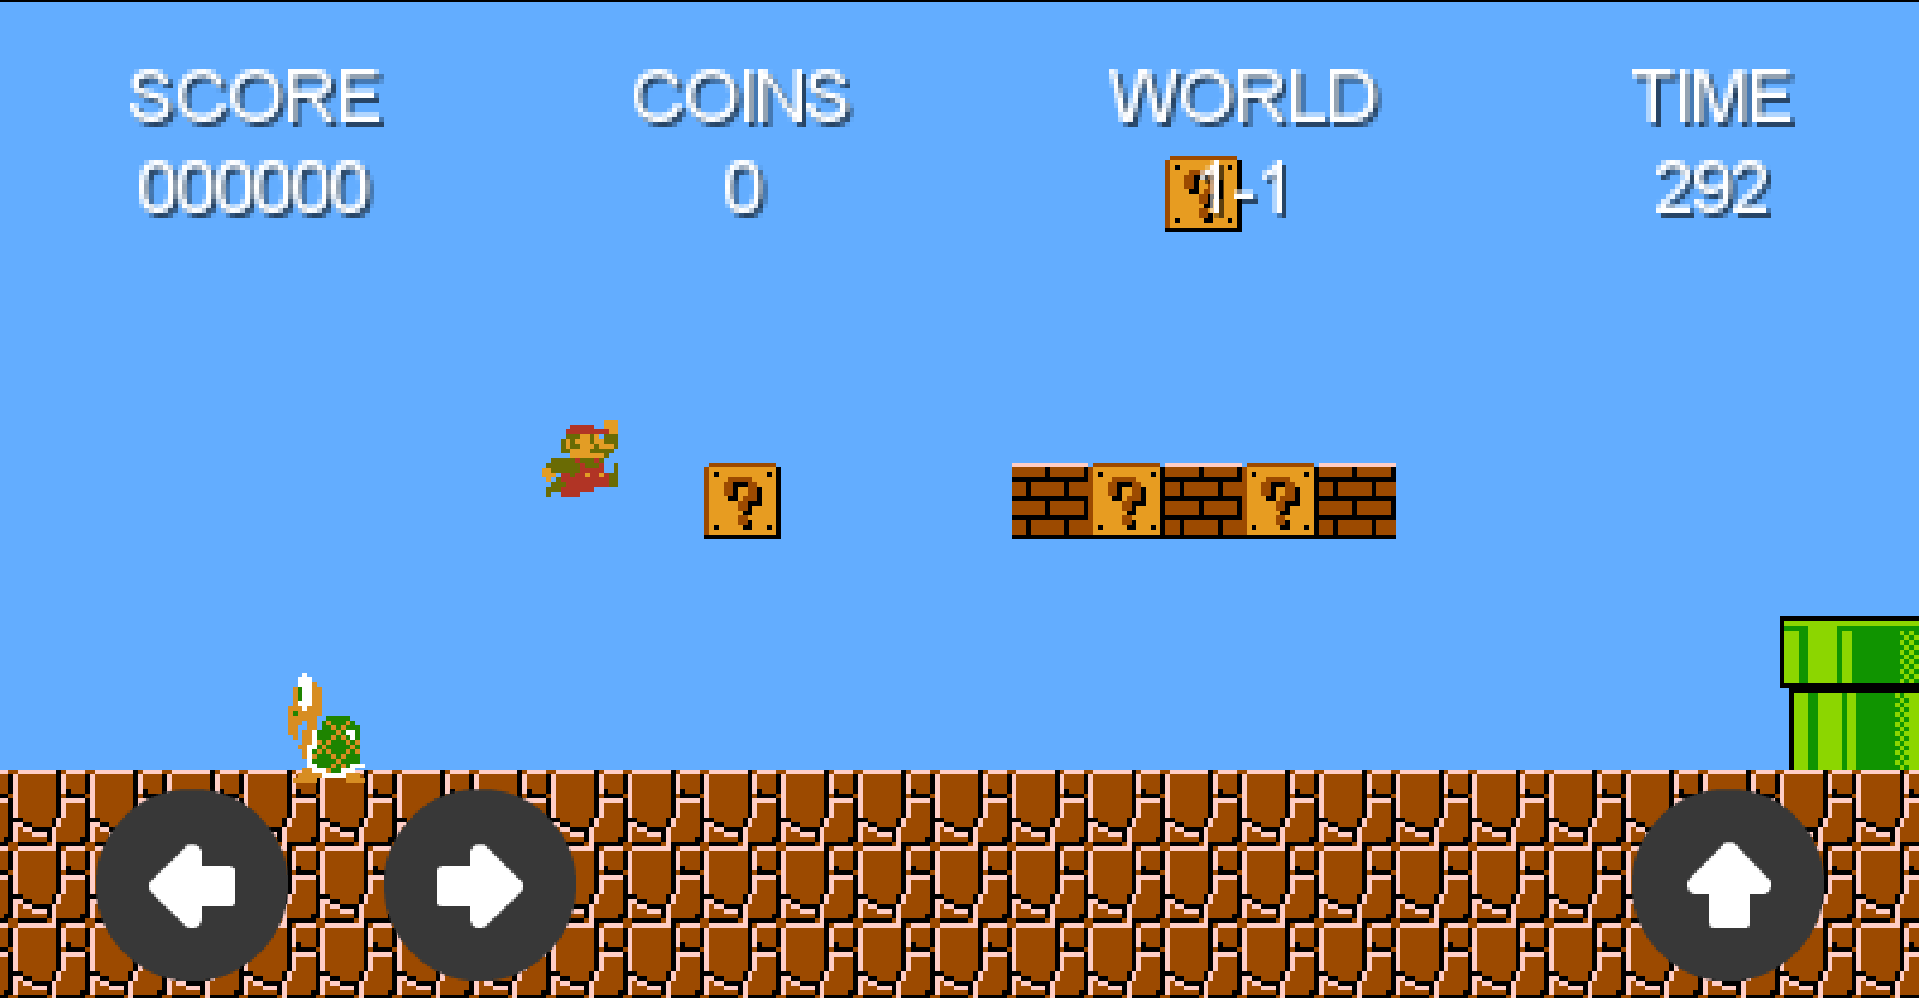 SCORE COINS WORLD TIME
000000 0 1-1 292
? ? ? ?